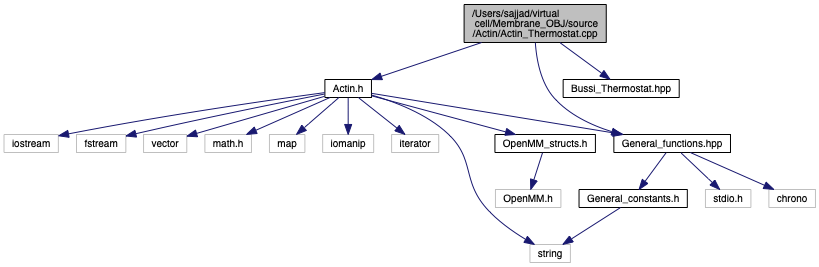 /Users/sajjad/virtual
cell/Membrane_OBJ/source
/Actin/Actin_Thermostat.cpp
Actin.h
Bussi_Thermostat.hpp
iostream
fstream
vector
math.h
map
iomanip
iterator
OpenMM_structs.h
General_functions.hpp
OpenMM.h
General_constants.h
stdio.h
chrono
string